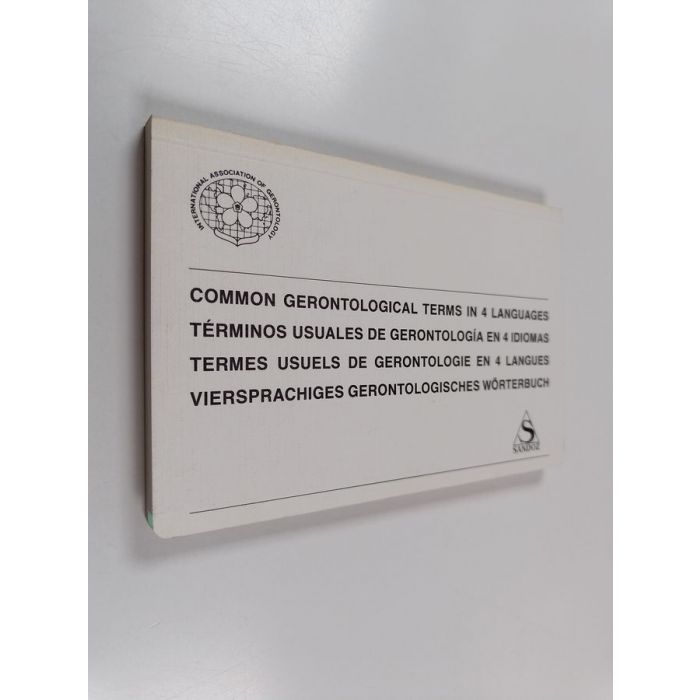 INTERNATIONAL ASSOCIATION OF GERONTOLOGY
COMMON GERONTOLOGICAL TERMS IN 4 LANGUAGES
TÉRMINOS USUALES DE GERONTOLOGÍA EN 4 IDIOMAS
TERMES USUELS DE GERONTOLOGIE EN 4 LANGUES
VIERSPRACHIGES GERONTOLOGISCHES WÖRTERBUCH
S
SANDOZ